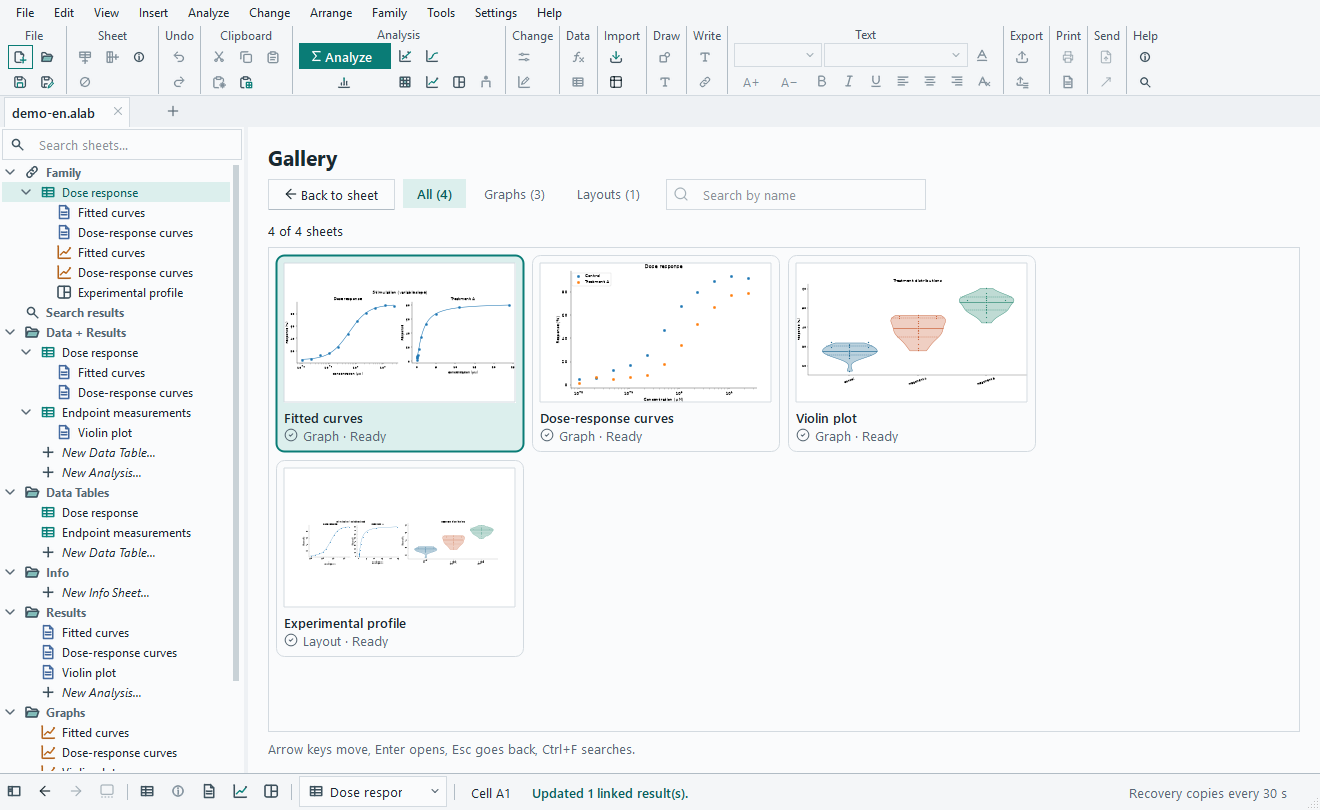 File Edit View Insert Analyze Change Arrange Family Tools Settings Help
File Sheet Undo Clipboard Analysis Change Data Import Draw Write Text Export Print Send Help
Σ Analyze
demo-en.alab
Search sheets...
Family
Dose response
Fitted curves
Dose-response curves
Fitted curves
Dose-response curves
Experimental profile
Search results
Data + Results
Dose response
Fitted curves
Dose-response curves
Endpoint measurements
Violin plot
New Data Table...
New Analysis...
Data Tables
Dose response
Endpoint measurements
New Data Table...
Info
New Info Sheet...
Results
Fitted curves
Dose-response curves
Violin plot
New Analysis...
Graphs
Fitted curves
Dose-response curves
Gallery
Back to sheet All (4) Graphs (3) Layouts (1) Search by name
4 of 4 sheets
Dose response
Control
Treatment A
Concentration (µM)
Treatment distributions
Fitted curves
Graph · Ready
Dose-response curves
Graph · Ready
Violin plot
Graph · Ready
Experimental profile
Layout · Ready
Arrow keys move, Enter opens, Esc goes back, Ctrl+F searches.
Dose respor Cell A1 Updated 1 linked result(s). Recovery copies every 30 s